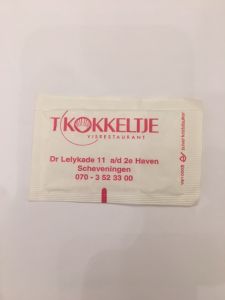 T KOKKELTJE
VISRESTAURANT
Dr Lelykade 11 a/d 2e Haven
Scheveningen
070 - 3 52 33 00